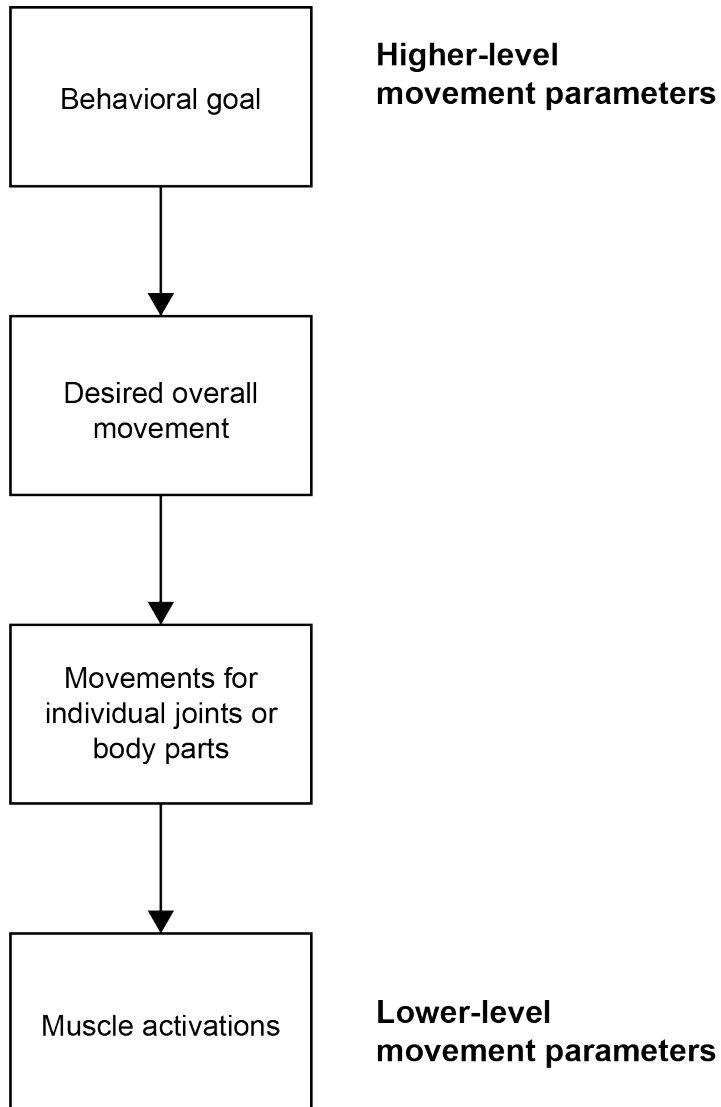 Behavioral goal
Higher-level
movement parameters
Desired overall
movement
Movements for
individual joints or
body parts
Muscle activations
Lower-level
movement parameters